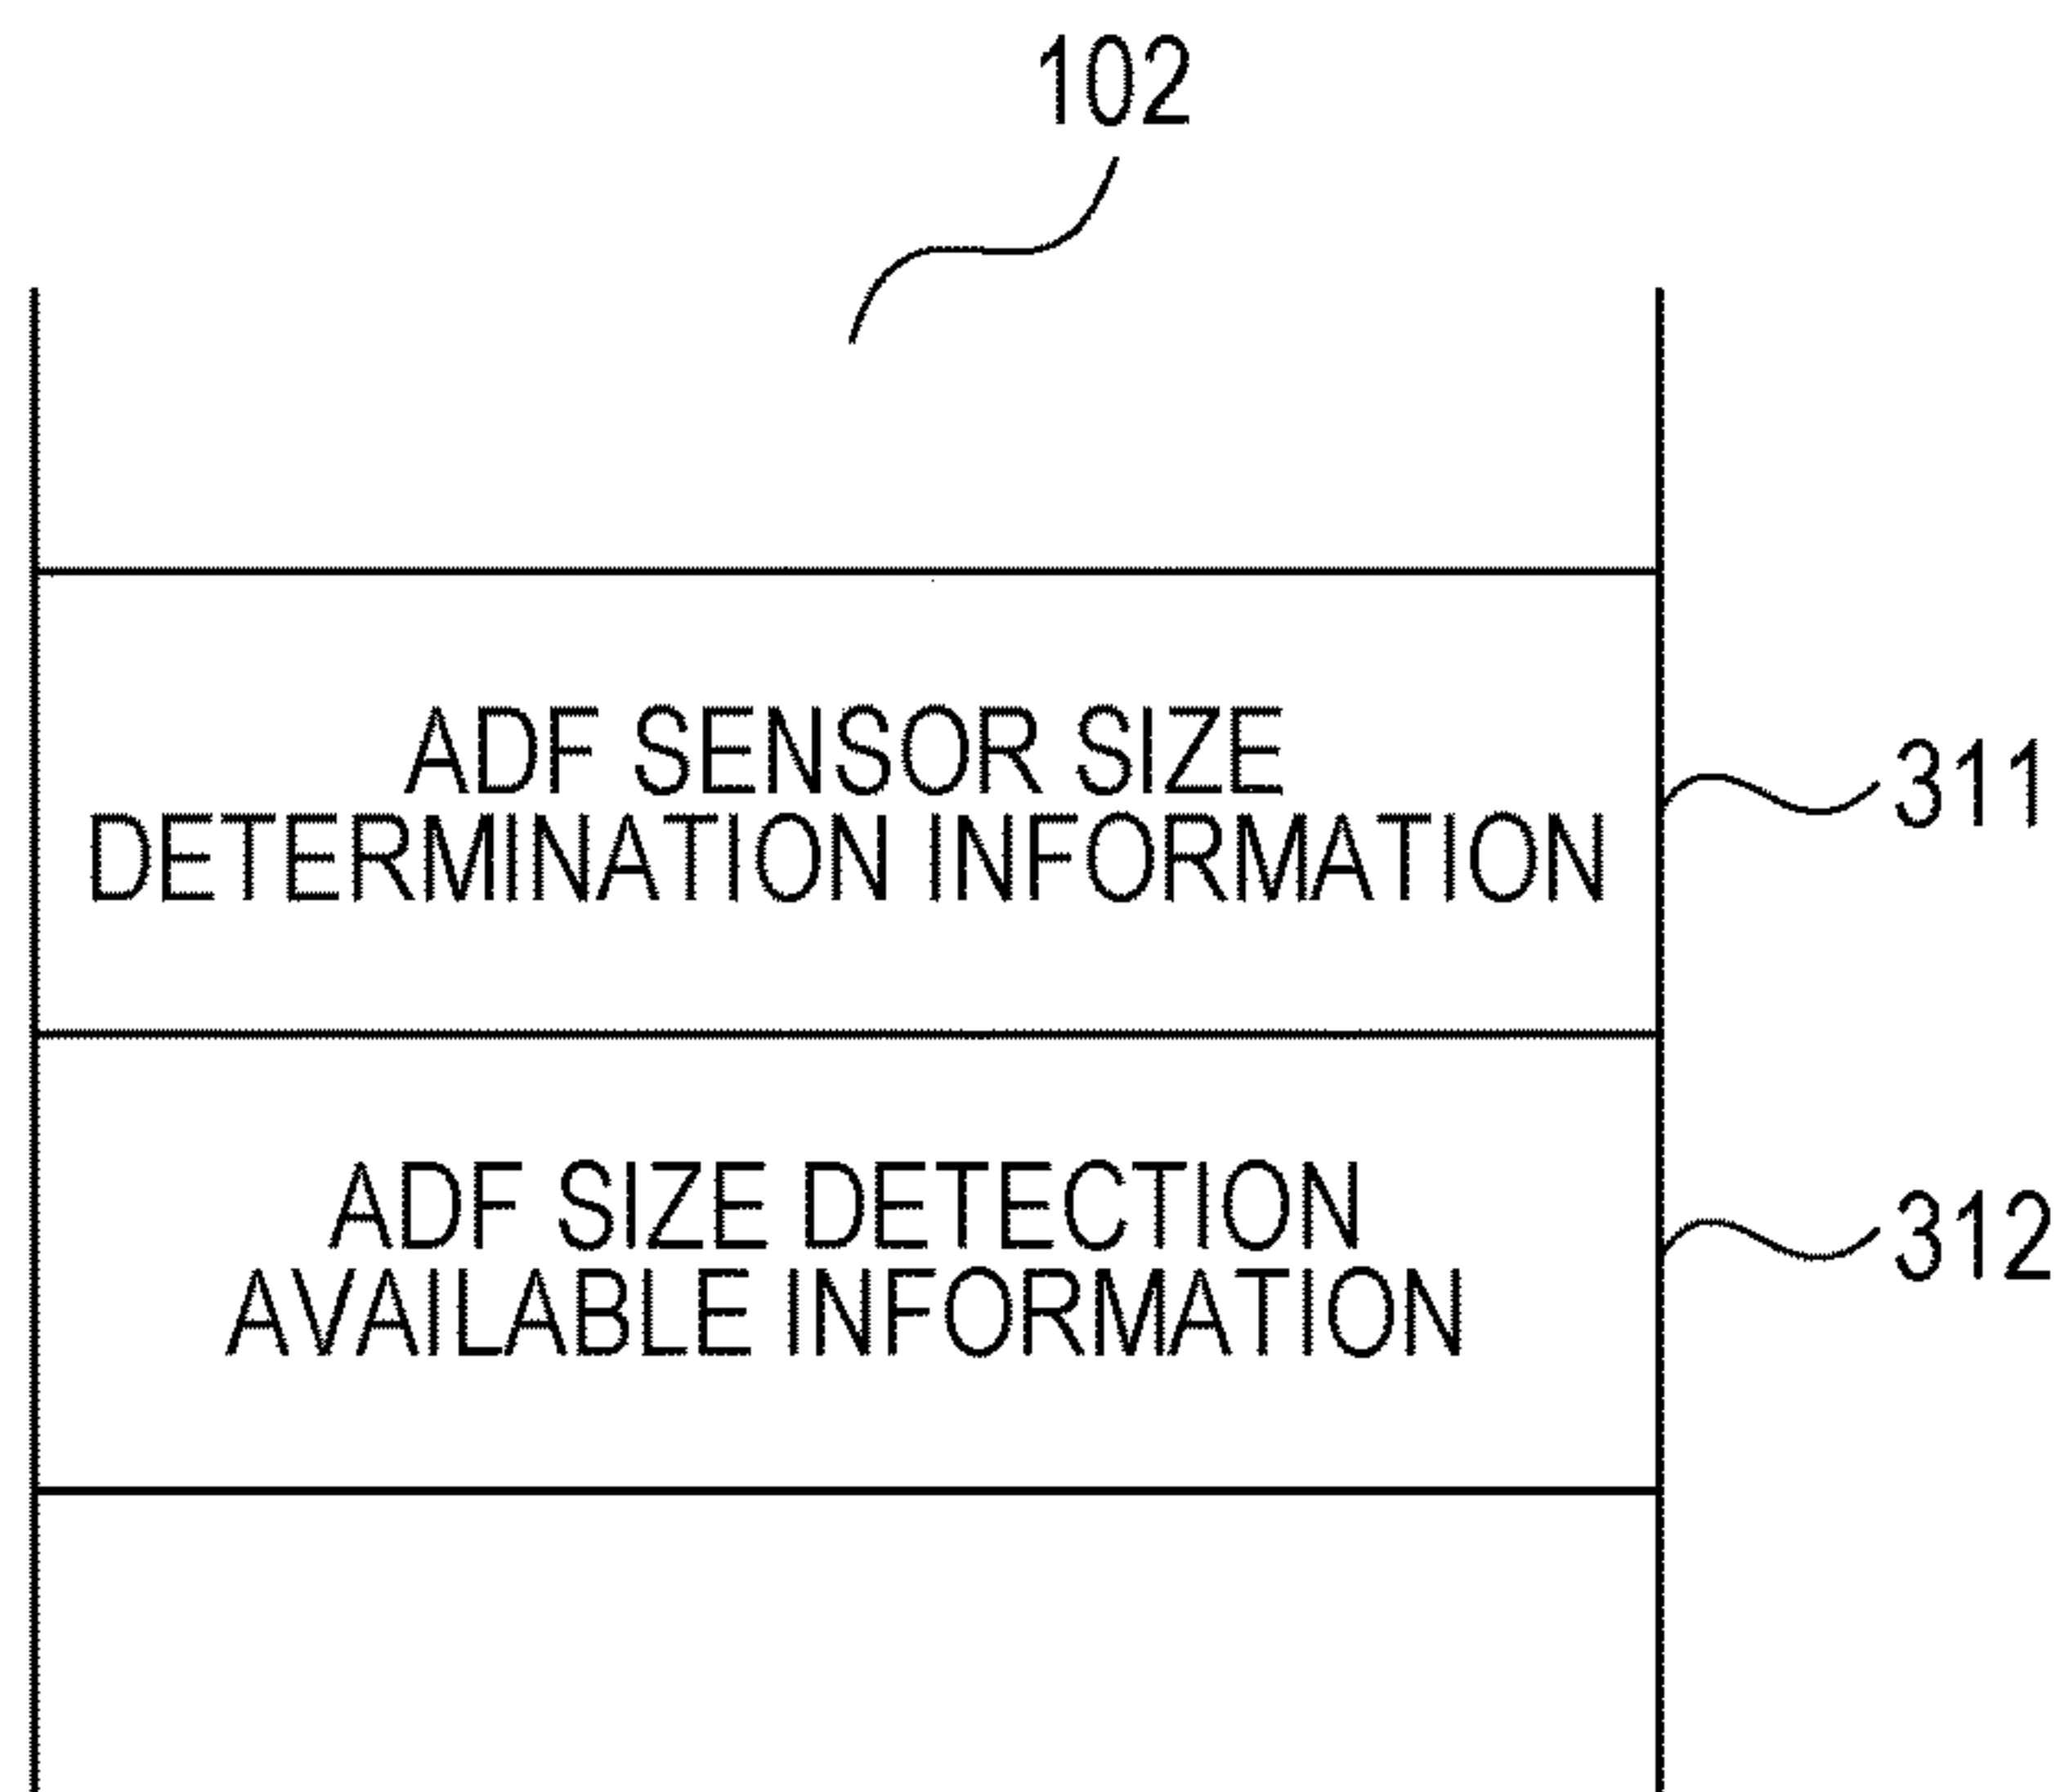 102
ADF SENSOR SIZE
DETERMINATION INFORMATION
311
ADF SIZE DETECTION
AVAILABLE INFORMATION
312